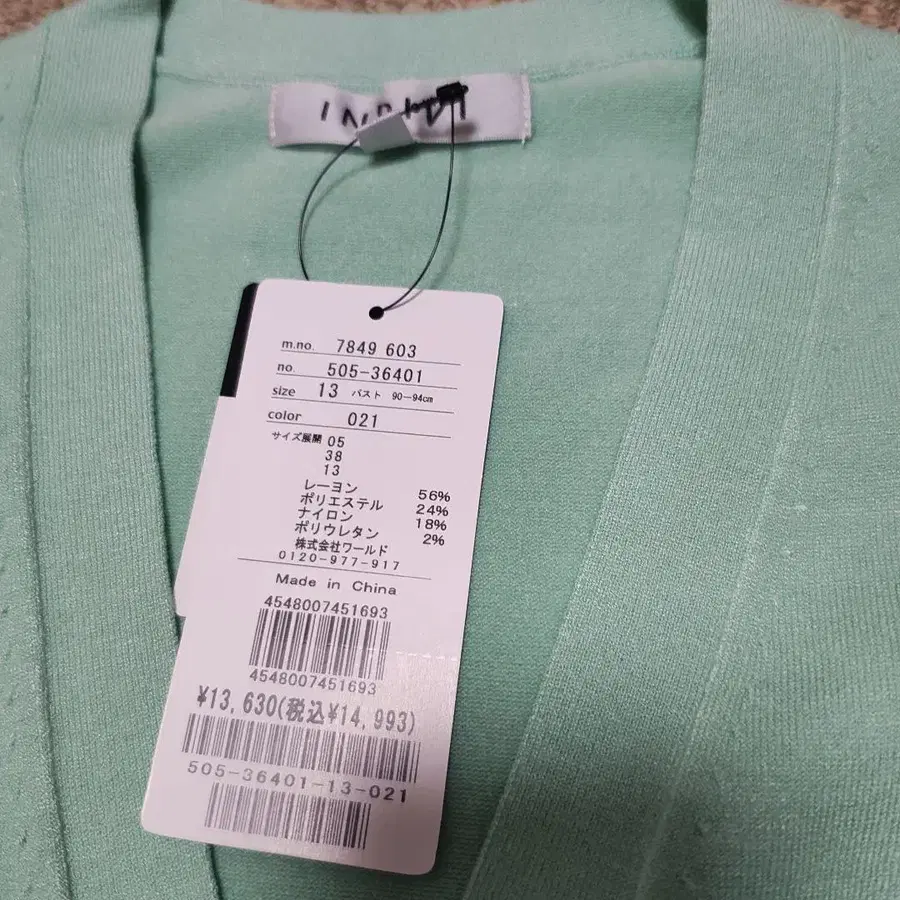 m.no. 7849 603
no. 505-36401
size 13 バスト 90-94cm
color 021
サイズ展開 05
38
13
レーヨン 56%
ポリエステル 24%
ナイロン 18%
ポリウレタン 2%
株式会社ワールド
0120-977-917
Made in China
4548007451693
4548007451693
¥13,630(税込¥14,993)
505-36401-13-021